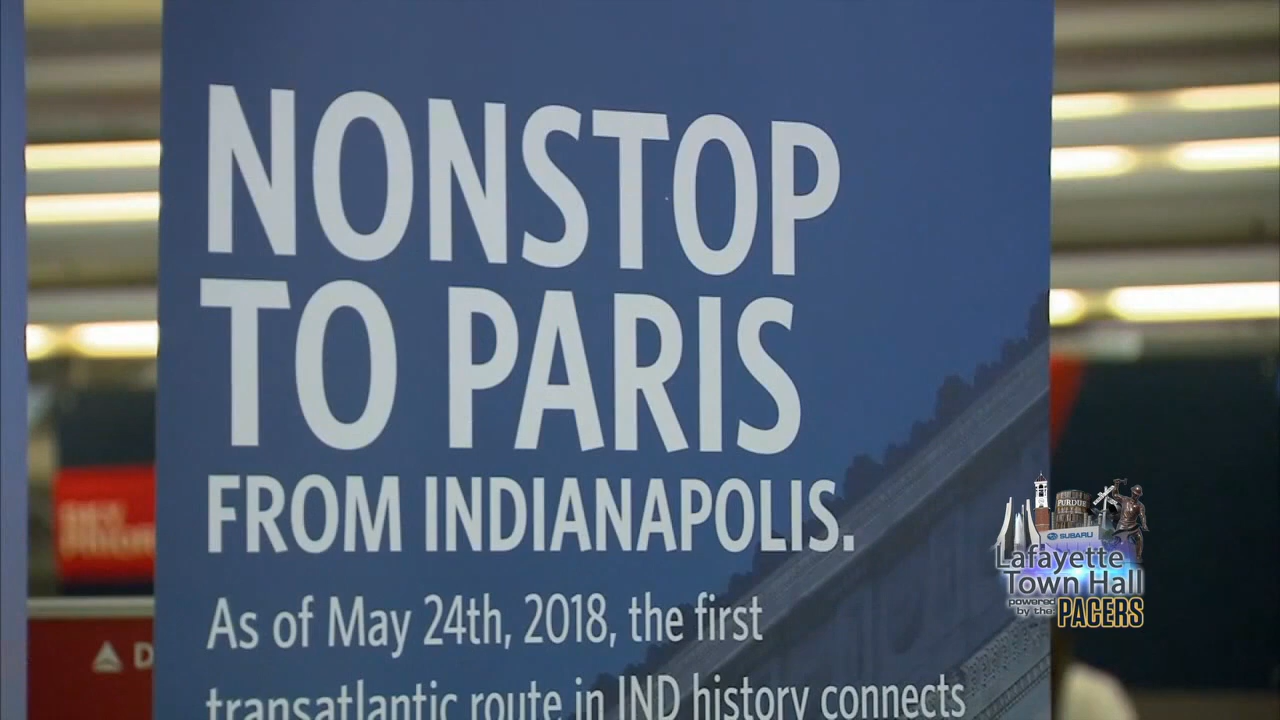 NONSTOP
TO PARIS
FROM INDIANAPOLIS.
As of May 24th, 2018, the first
transatlantic route in IND history connects
D
PURDUE
SUBARU
Lafayette
Town Hall
powered
by the PACERS